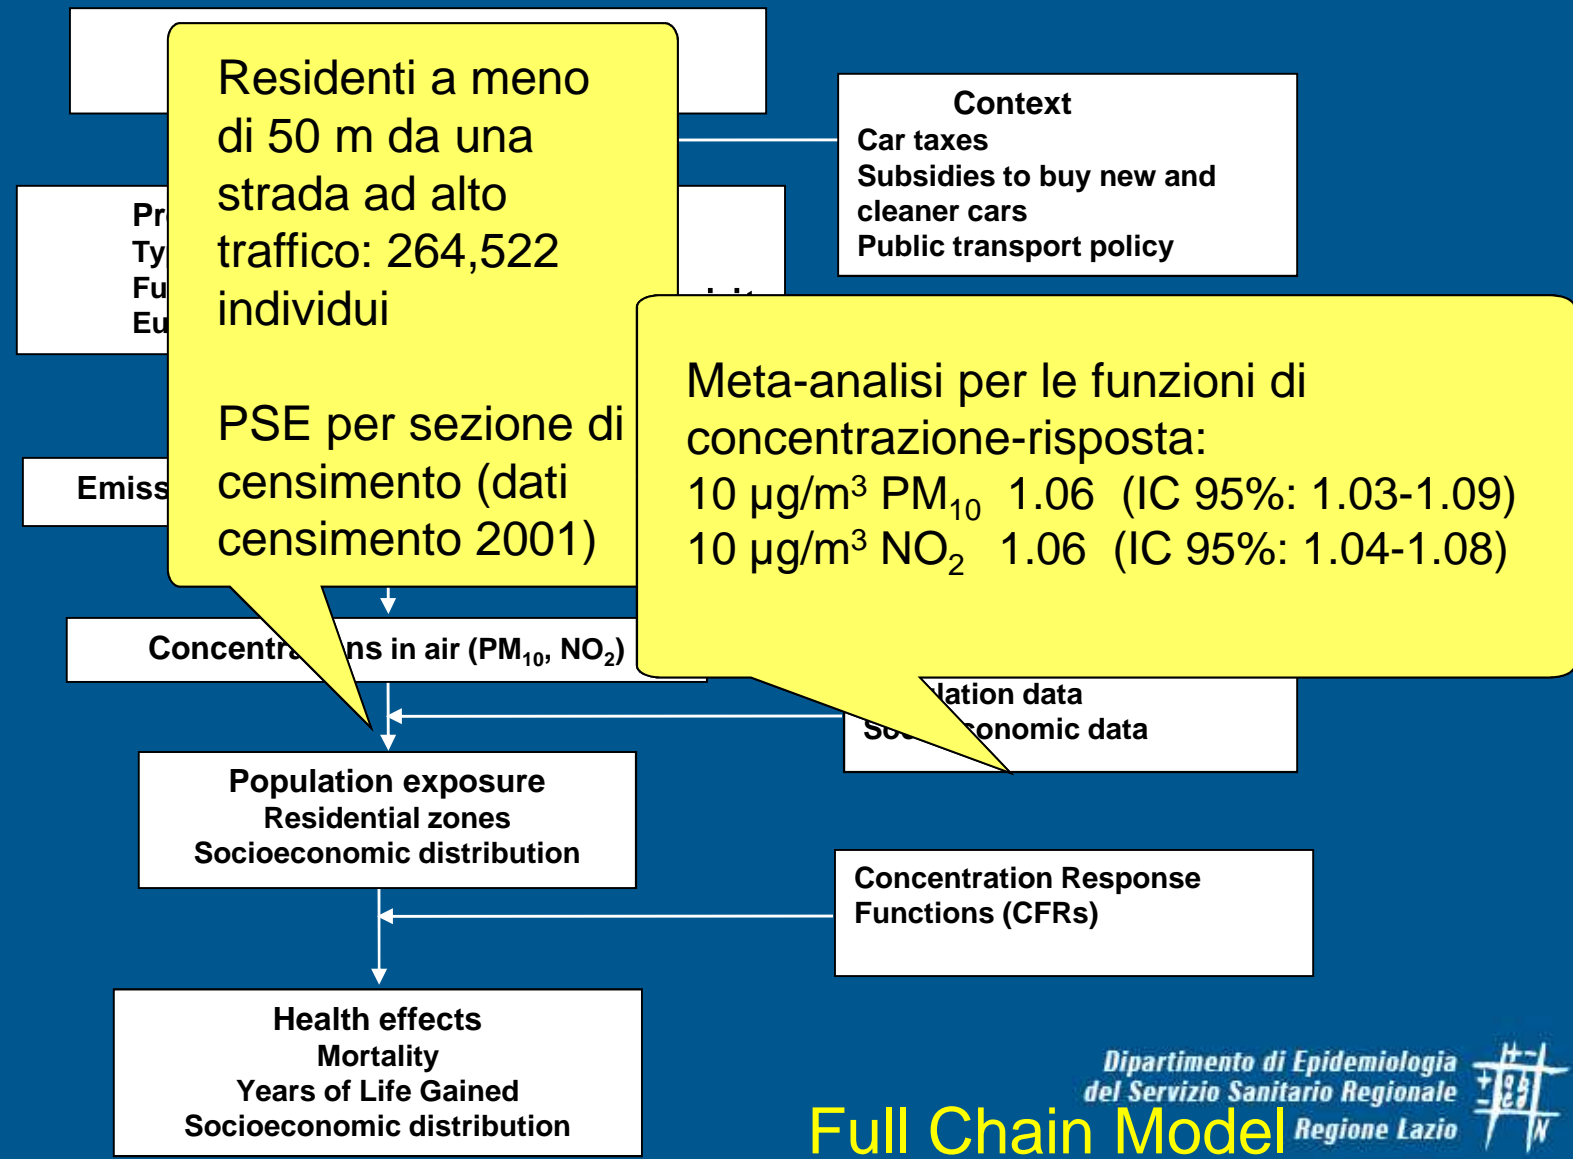 Residenti a meno
di 50 m da una
strada ad alto
traffico: 264,522
individui
PSE per sezione di
censimento (dati
censimento 2001)
Context
Car taxes
Subsidies to buy new and
cleaner cars
Public transport policy
Meta-analisi per le funzioni di
concentrazione-risposta:
10 µg/m³ PM₁₀ 1.06 (IC 95%: 1.03-1.09)
10 µg/m³ NO₂ 1.06 (IC 95%: 1.04-1.08)
in air (PM₁₀, NO₂)
data
data
Population exposure
Residential zones
Socioeconomic distribution
Concentration Response
Functions (CFRs)
Health effects
Mortality
Years of Life Gained
Socioeconomic distribution
Dipartimento di Epidemiologia
del Servizio Sanitario Regionale
Regione Lazio
Full Chain Model